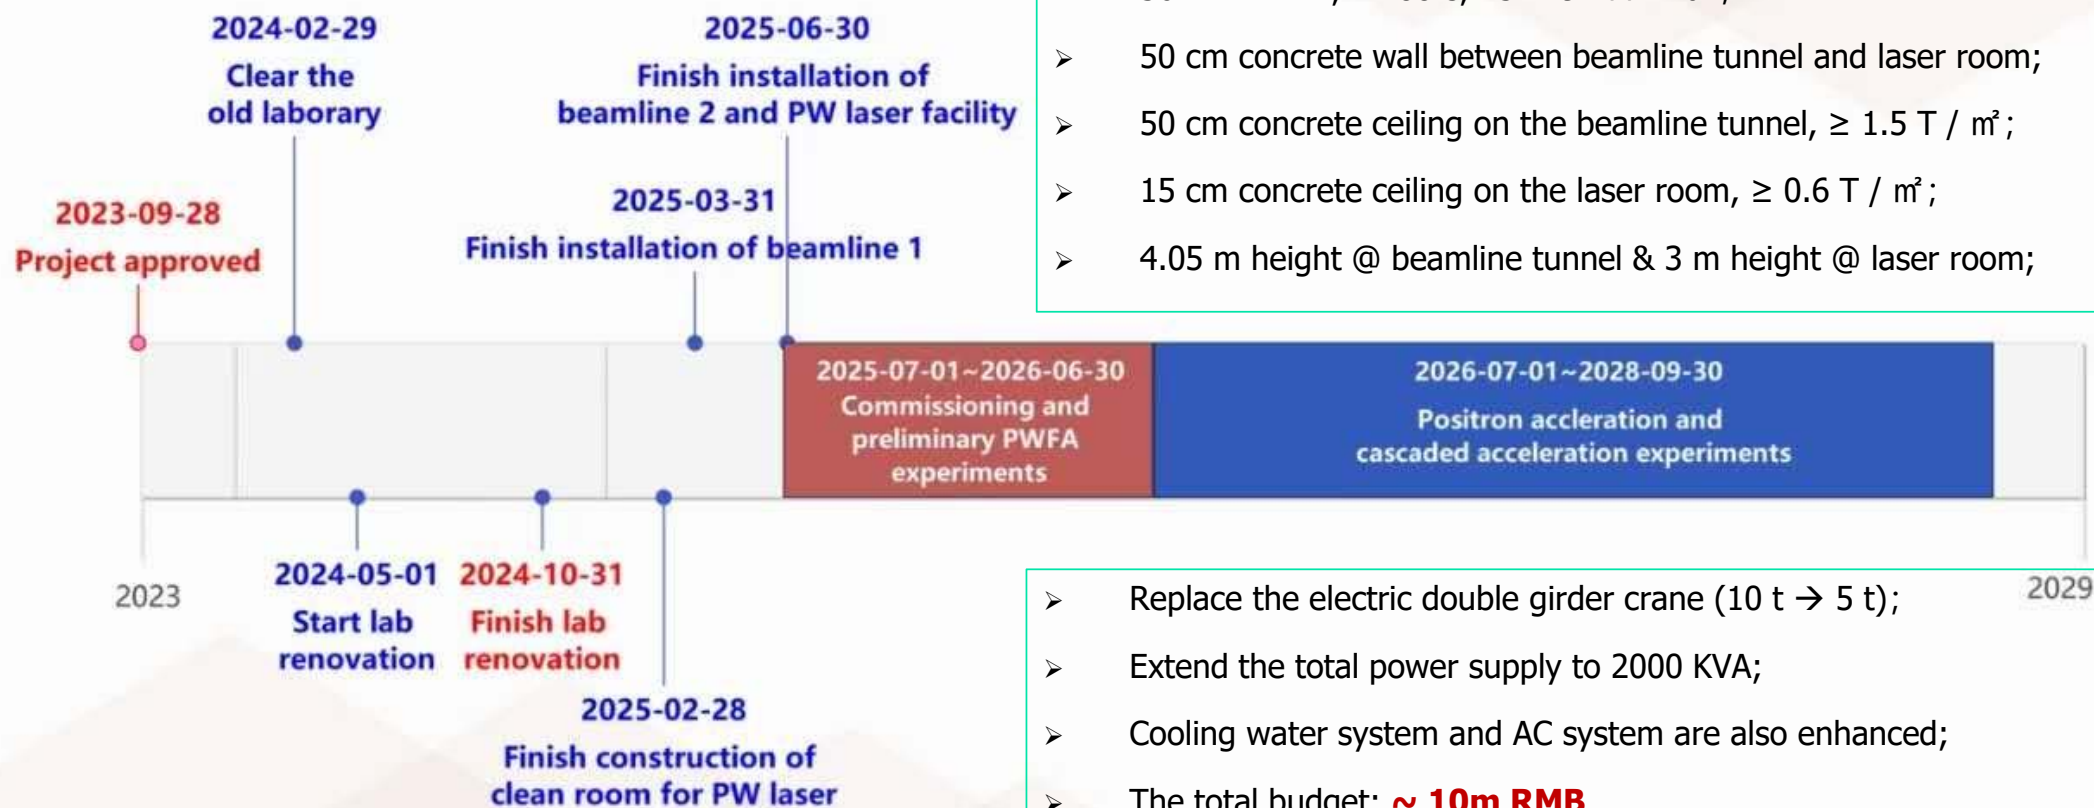 2024-02-29
Clear the
old laborary
2025-06-30
Finish installation of
beamline 2 and PW laser facility
2023-09-28
Project approved
2025-03-31
Finish installation of beamline 1
➢ 50 cm concrete wall between beamline tunnel and laser room;
➢ 50 cm concrete ceiling on the beamline tunnel, ≥ 1.5 T / ㎡;
➢ 15 cm concrete ceiling on the laser room, ≥ 0.6 T / ㎡;
➢ 4.05 m height @ beamline tunnel & 3 m height @ laser room;
2025-07-01~2026-06-30
Commissioning and
preliminary PWFA
experiments
2026-07-01~2028-09-30
Positron accleration and
cascaded acceleration experiments
2023
2029
2024-05-01
Start lab
renovation
2024-10-31
Finish lab
renovation
2025-02-28
Finish construction of
clean room for PW laser
➢ Replace the electric double girder crane (10 t → 5 t);
➢ Extend the total power supply to 2000 KVA;
➢ Cooling water system and AC system are also enhanced;
➢ The total budget: ~ 10m RMB